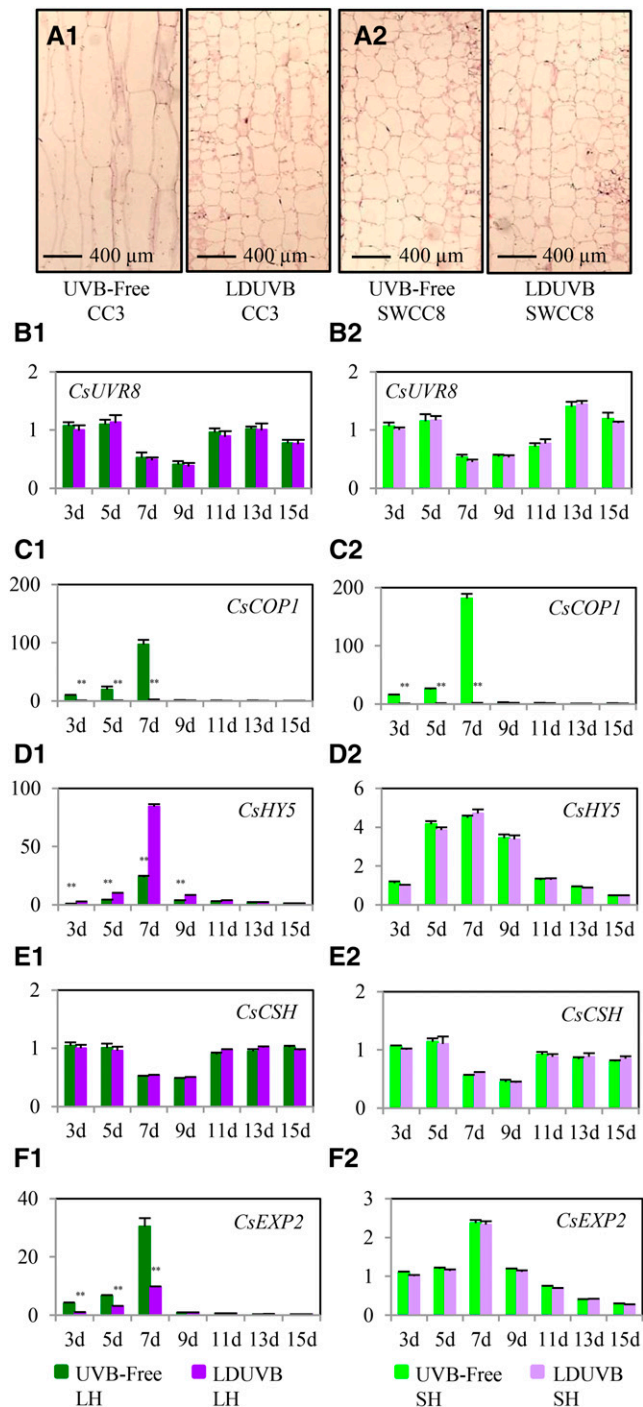 A1
A2
400 µm
400 µm
400 µm
400 µm
UVB-Free
CC3
LDUVB
CC3
UVB-Free
SWCC8
LDUVB
SWCC8
B1
B2
2
1
0
CsUVR8
3d 5d 7d 9d 11d 13d 15d
2
1
0
CsUVR8
3d 5d 7d 9d 11d 13d 15d
C1
C2
200
100
0
CsCOP1
** ** **
3d 5d 7d 9d 11d 13d 15d
200
100
0
CsCOP1
** ** **
3d 5d 7d 9d 11d 13d 15d
D1
D2
100
50
0
CsHY5
** ** ** **
3d 5d 7d 9d 11d 13d 15d
6
4
2
0
CsHY5
3d 5d 7d 9d 11d 13d 15d
E1
E2
2
1
0
CsCSH
3d 5d 7d 9d 11d 13d 15d
2
1
0
CsCSH
3d 5d 7d 9d 11d 13d 15d
F1
F2
40
20
0
CsEXP2
** ** **
3d 5d 7d 9d 11d 13d 15d
3
2
1
0
CsEXP2
3d 5d 7d 9d 11d 13d 15d
UVB-Free
LH
LDUVB
LH
UVB-Free
SH
LDUVB
SH